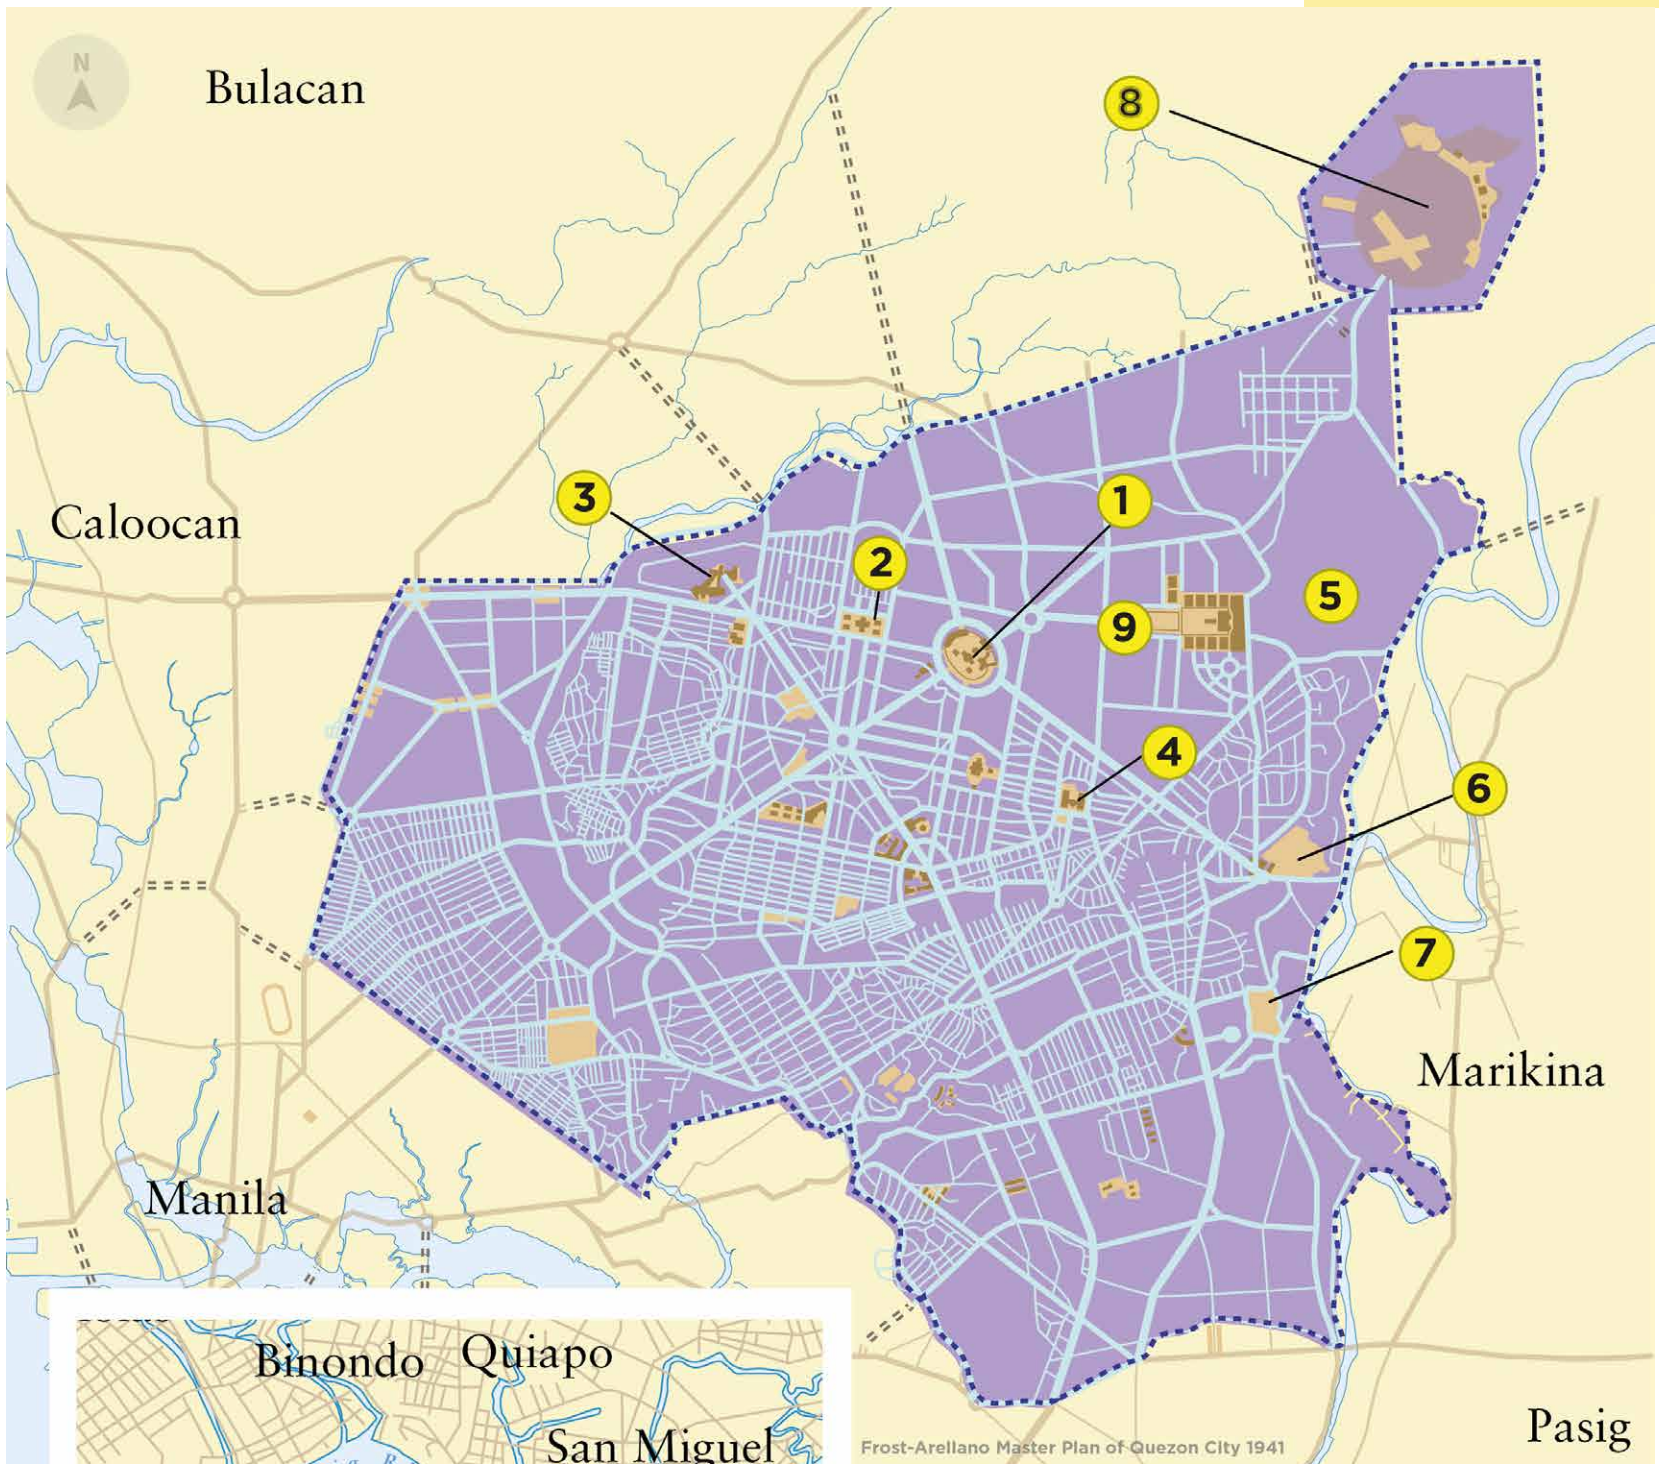 N
Bulacan
8
3
1
Caloocan
2
5
9
4
6
7
Marikina
Manila
Binondo
Quiapo
San Miguel
Pasig
Frost-Arellano Master Plan of Quezon City 1941